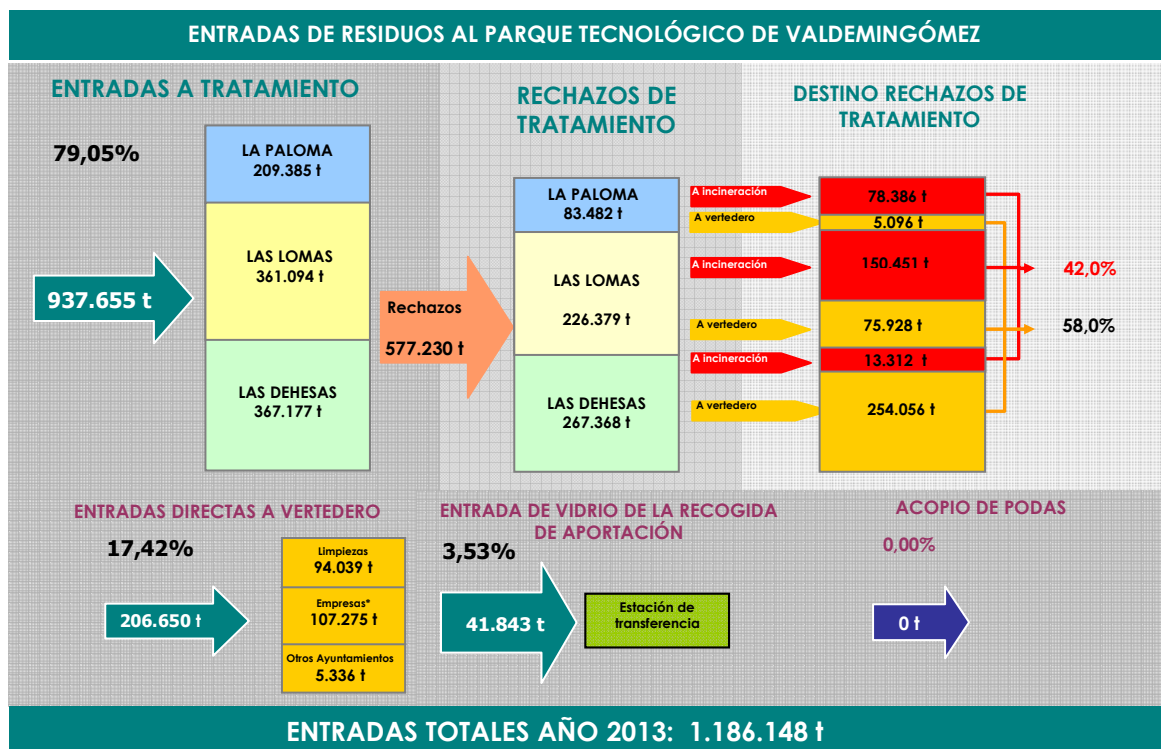 ENTRADAS DE RESIDUOS AL PARQUE TECNOLÓGICO DE VALDEMINGÓMEZ
ENTRADAS A TRATAMIENTO
79,05%
937.655 t
LA PALOMA
209.385 t
LAS LOMAS
361.094 t
LAS DEHESAS
367.177 t
Rechazos
577.230 t
RECHAZOS DE
TRATAMIENTO
LA PALOMA
83.482 t
LAS LOMAS
226.379 t
LAS DEHESAS
267.368 t
DESTINO RECHAZOS DE
TRATAMIENTO
A incineración
78.386 t
A vertedero
5.096 t
A incineración
150.451 t
A vertedero
75.928 t
A incineración
13.312 t
A vertedero
254.056 t
42,0%
58,0%
ENTRADAS DIRECTAS A VERTEDERO
17,42%
206.650 t
Limpiezas
94.039 t
Empresas*
107.275 t
Otros Ayuntamientos
5.336 t
ENTRADA DE VIDRIO DE LA RECOGIDA
DE APORTACIÓN
3,53%
41.843 t
Estación de
transferencia
ACOPIO DE PODAS
0,00%
0 t
ENTRADAS TOTALES AÑO 2013: 1.186.148 t